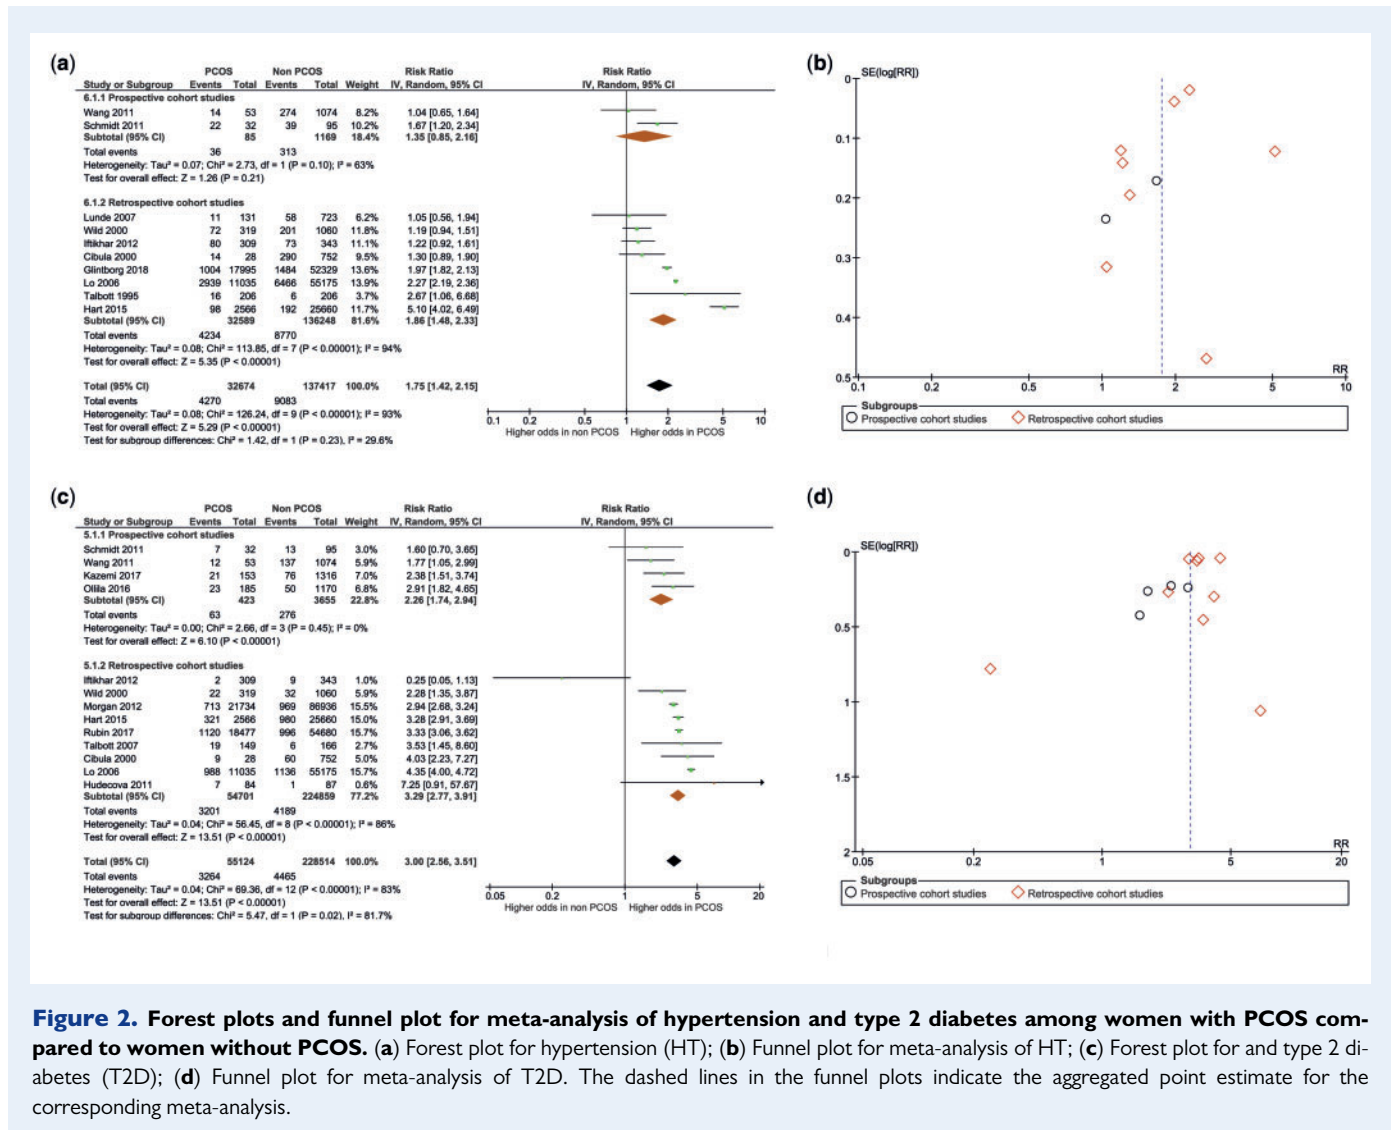 (a)
PCOS Non PCOS Risk Ratio Risk Ratio
Study or Subgroup Events Total Events Total Weight IV, Random, 95% CI IV, Random, 95% CI
6.1.1 Prospective cohort studies
Wang 2011 14 53 274 1074 8.2% 1.04 [0.65, 1.64]
Schmidt 2011 22 32 39 95 10.2% 1.67 [1.20, 2.34]
Subtotal (95% CI) 85 1169 18.4% 1.35 [0.85, 2.16]
Total events 36 313
Heterogeneity: Tau² = 0.07; Chi² = 2.73, df = 1 (P = 0.10); I² = 63%
Test for overall effect: Z = 1.26 (P = 0.21)
6.1.2 Retrospective cohort studies
Lunde 2007 11 131 58 723 6.2% 1.05 [0.56, 1.94]
Wild 2000 72 319 201 1060 11.8% 1.19 [0.94, 1.51]
Iftikhar 2012 80 309 73 343 11.1% 1.22 [0.92, 1.61]
Cibula 2000 14 28 290 752 9.5% 1.30 [0.89, 1.90]
Glintborg 2018 1004 17995 1484 52329 13.6% 1.97 [1.82, 2.13]
Lo 2006 2939 11035 6466 55175 13.9% 2.27 [2.19, 2.36]
Talbott 1995 16 206 6 206 3.7% 2.67 [1.06, 6.68]
Hart 2015 98 2566 192 25660 11.7% 5.10 [4.02, 6.49]
Subtotal (95% CI) 32589 136248 81.6% 1.86 [1.48, 2.33]
Total events 4234 8770
Heterogeneity: Tau² = 0.08; Chi² = 113.85, df = 7 (P < 0.00001); I² = 94%
Test for overall effect: Z = 5.35 (P < 0.00001)
Total (95% CI) 32674 137417 100.0% 1.75 [1.42, 2.15]
Total events 4270 9083
Heterogeneity: Tau² = 0.08; Chi² = 126.24, df = 9 (P < 0.00001); I² = 93%
Test for overall effect: Z = 5.29 (P < 0.00001)
Test for subgroup differences: Chi² = 1.42, df = 1 (P = 0.23), I² = 29.6%
0.1 0.2 0.5 1 2 5 10
Higher odds in non PCOS Higher odds in PCOS
(b)
SE(log[RR])
0
0.1
0.2
0.3
0.4
0.5
RR
0.1 0.2 0.5 1 2 5 10
Subgroups
Prospective cohort studies Retrospective cohort studies
(c)
PCOS Non PCOS Risk Ratio Risk Ratio
Study or Subgroup Events Total Events Total Weight IV, Random, 95% CI IV, Random, 95% CI
5.1.1 Prospective cohort studies
Schmidt 2011 7 32 13 95 3.0% 1.60 [0.70, 3.65]
Wang 2011 12 53 137 1074 5.9% 1.77 [1.05, 2.99]
Kazemi 2017 21 153 76 1316 7.0% 2.38 [1.51, 3.74]
Ollila 2016 23 185 50 1170 6.8% 2.91 [1.82, 4.65]
Subtotal (95% CI) 423 3655 22.8% 2.26 [1.74, 2.94]
Total events 63 276
Heterogeneity: Tau² = 0.00; Chi² = 2.66, df = 3 (P = 0.45); I² = 0%
Test for overall effect: Z = 6.10 (P < 0.00001)
5.1.2 Retrospective cohort studies
Iftikhar 2012 2 309 9 343 1.0% 0.25 [0.05, 1.13]
Wild 2000 22 319 32 1060 5.9% 2.28 [1.35, 3.87]
Morgan 2012 713 21734 969 86936 15.5% 2.94 [2.68, 3.24]
Hart 2015 321 2566 980 25660 15.0% 3.28 [2.91, 3.69]
Rubin 2017 1120 18477 996 54680 15.7% 3.33 [3.06, 3.62]
Talbott 2007 19 149 6 166 2.7% 3.53 [1.45, 8.60]
Cibula 2000 9 28 60 752 5.0% 4.03 [2.23, 7.27]
Lo 2006 988 11035 1136 55175 15.7% 4.35 [4.00, 4.72]
Hudecova 2011 7 84 1 87 0.6% 7.25 [0.91, 57.67]
Subtotal (95% CI) 54701 224859 77.2% 3.29 [2.77, 3.91]
Total events 3201 4189
Heterogeneity: Tau² = 0.04; Chi² = 56.45, df = 8 (P < 0.00001); I² = 86%
Test for overall effect: Z = 13.51 (P < 0.00001)
Total (95% CI) 55124 228514 100.0% 3.00 [2.56, 3.51]
Total events 3264 4465
Heterogeneity: Tau² = 0.04; Chi² = 69.36, df = 12 (P < 0.00001); I² = 83%
Test for overall effect: Z = 13.51 (P < 0.00001)
Test for subgroup differences: Chi² = 5.47, df = 1 (P = 0.02), I² = 81.7%
0.05 0.2 1 5 20
Higher odds in non PCOS Higher odds in PCOS
(d)
SE(log[RR])
0
0.5
1
1.5
2
RR
0.05 0.2 1 5 20
Subgroups
Prospective cohort studies Retrospective cohort studies
Figure 2. Forest plots and funnel plot for meta-analysis of hypertension and type 2 diabetes among women with PCOS com-
pared to women without PCOS. (a) Forest plot for hypertension (HT); (b) Funnel plot for meta-analysis of HT; (c) Forest plot for and type 2 di-
abetes (T2D); (d) Funnel plot for meta-analysis of T2D. The dashed lines in the funnel plots indicate the aggregated point estimate for the
corresponding meta-analysis.